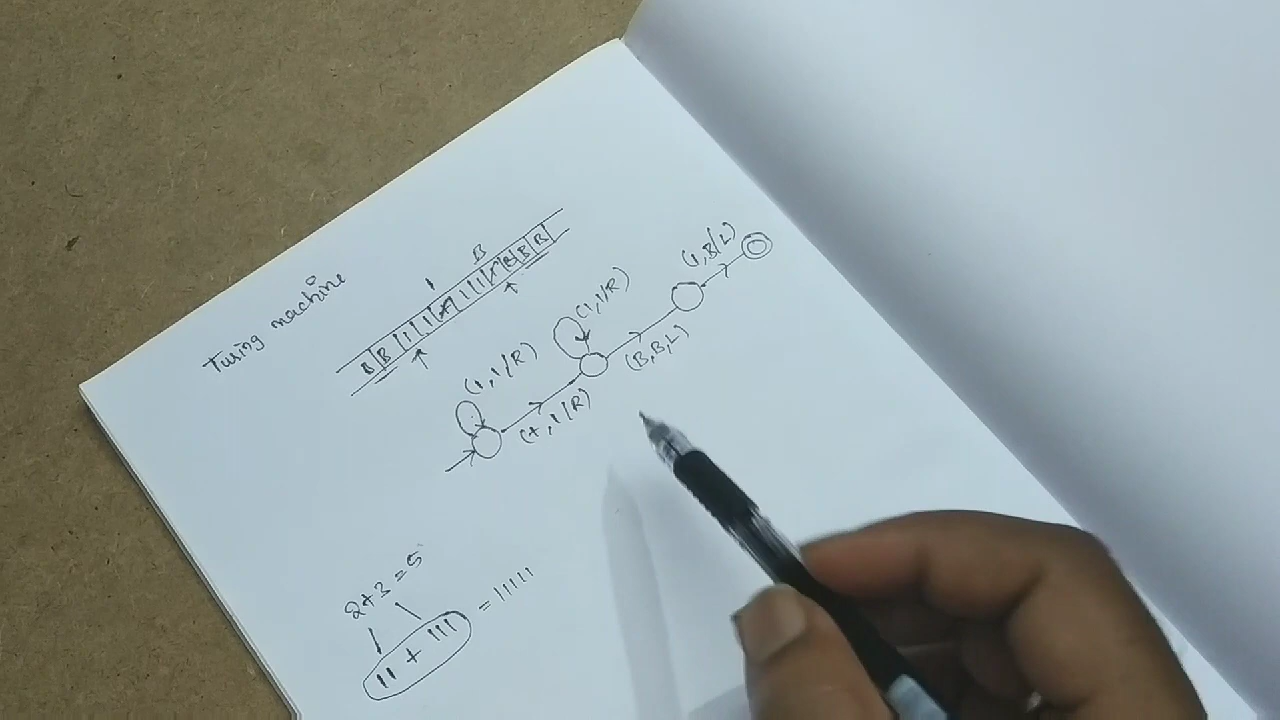 Turing machine
1 B
B B 1 1 + 1 1 1 B B B
(1,1/R)
(+,1/R)
(1,1/R)
(B,B,L)
(1,B/L)
2+3=5
11 + 111 = 11111